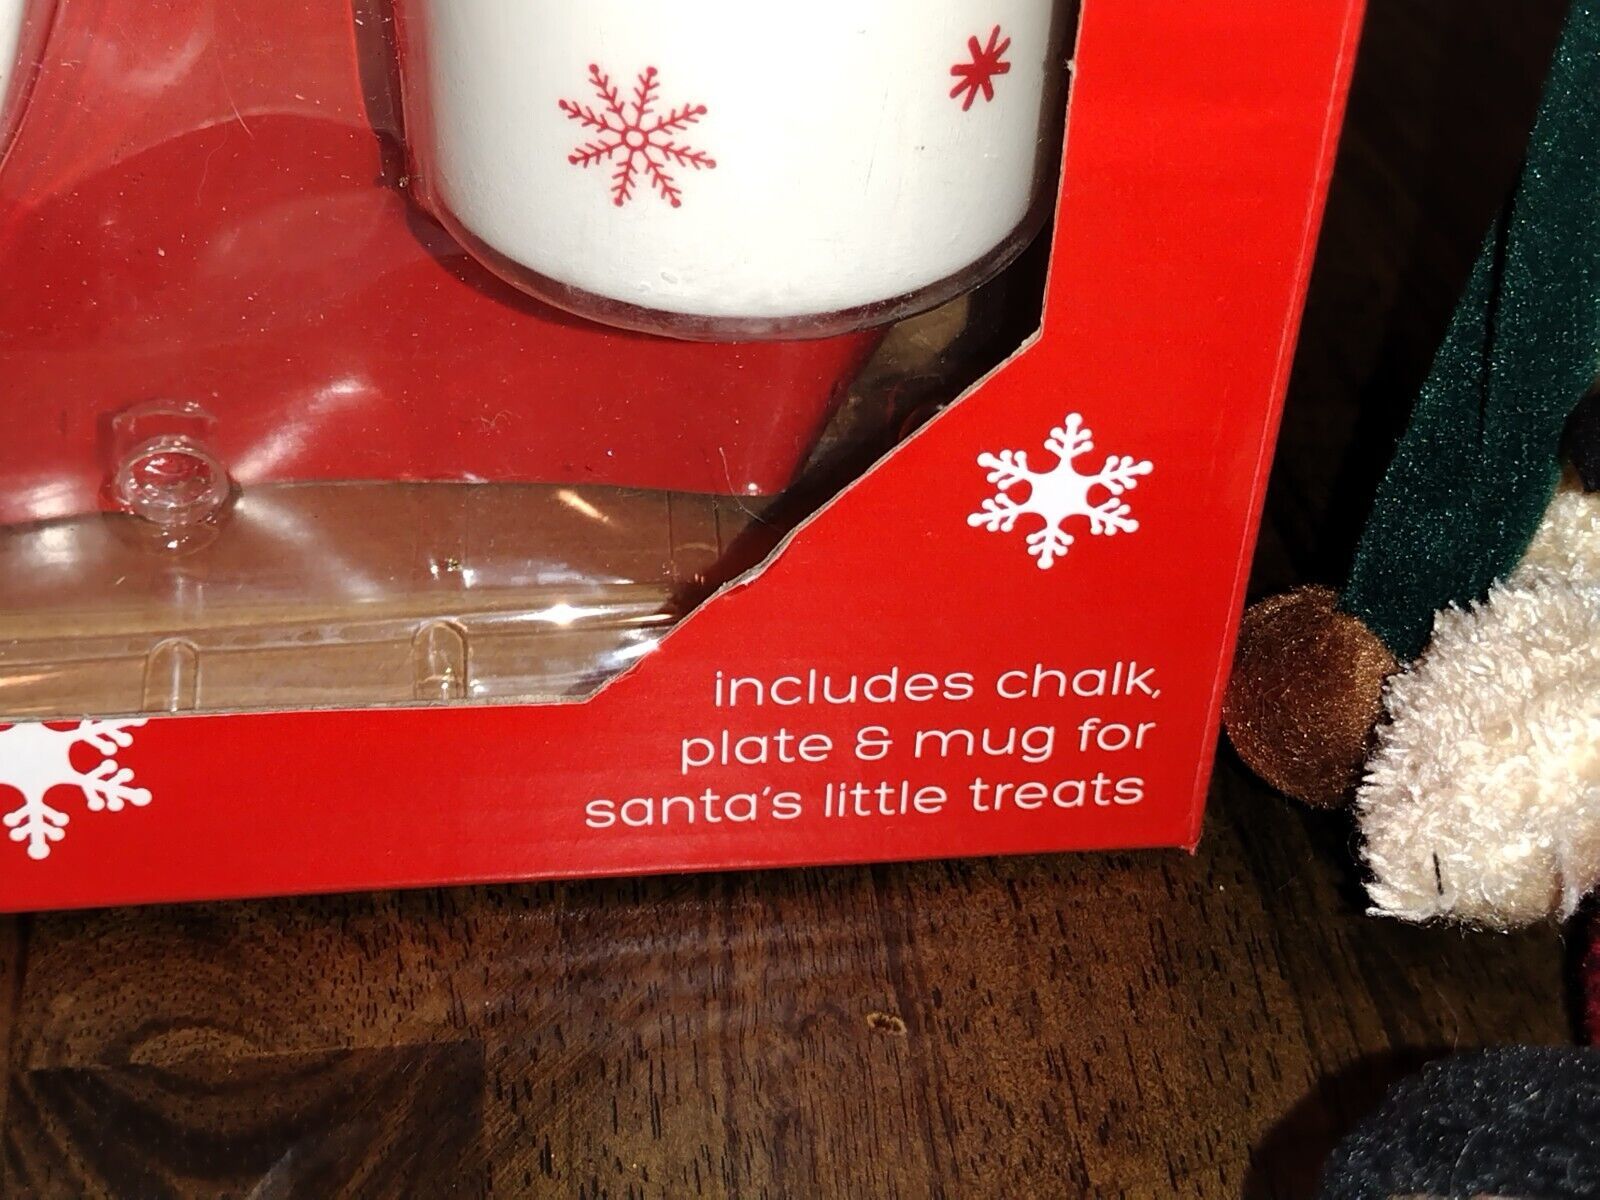 includes chalk,
plate & mug for
santa's little treats